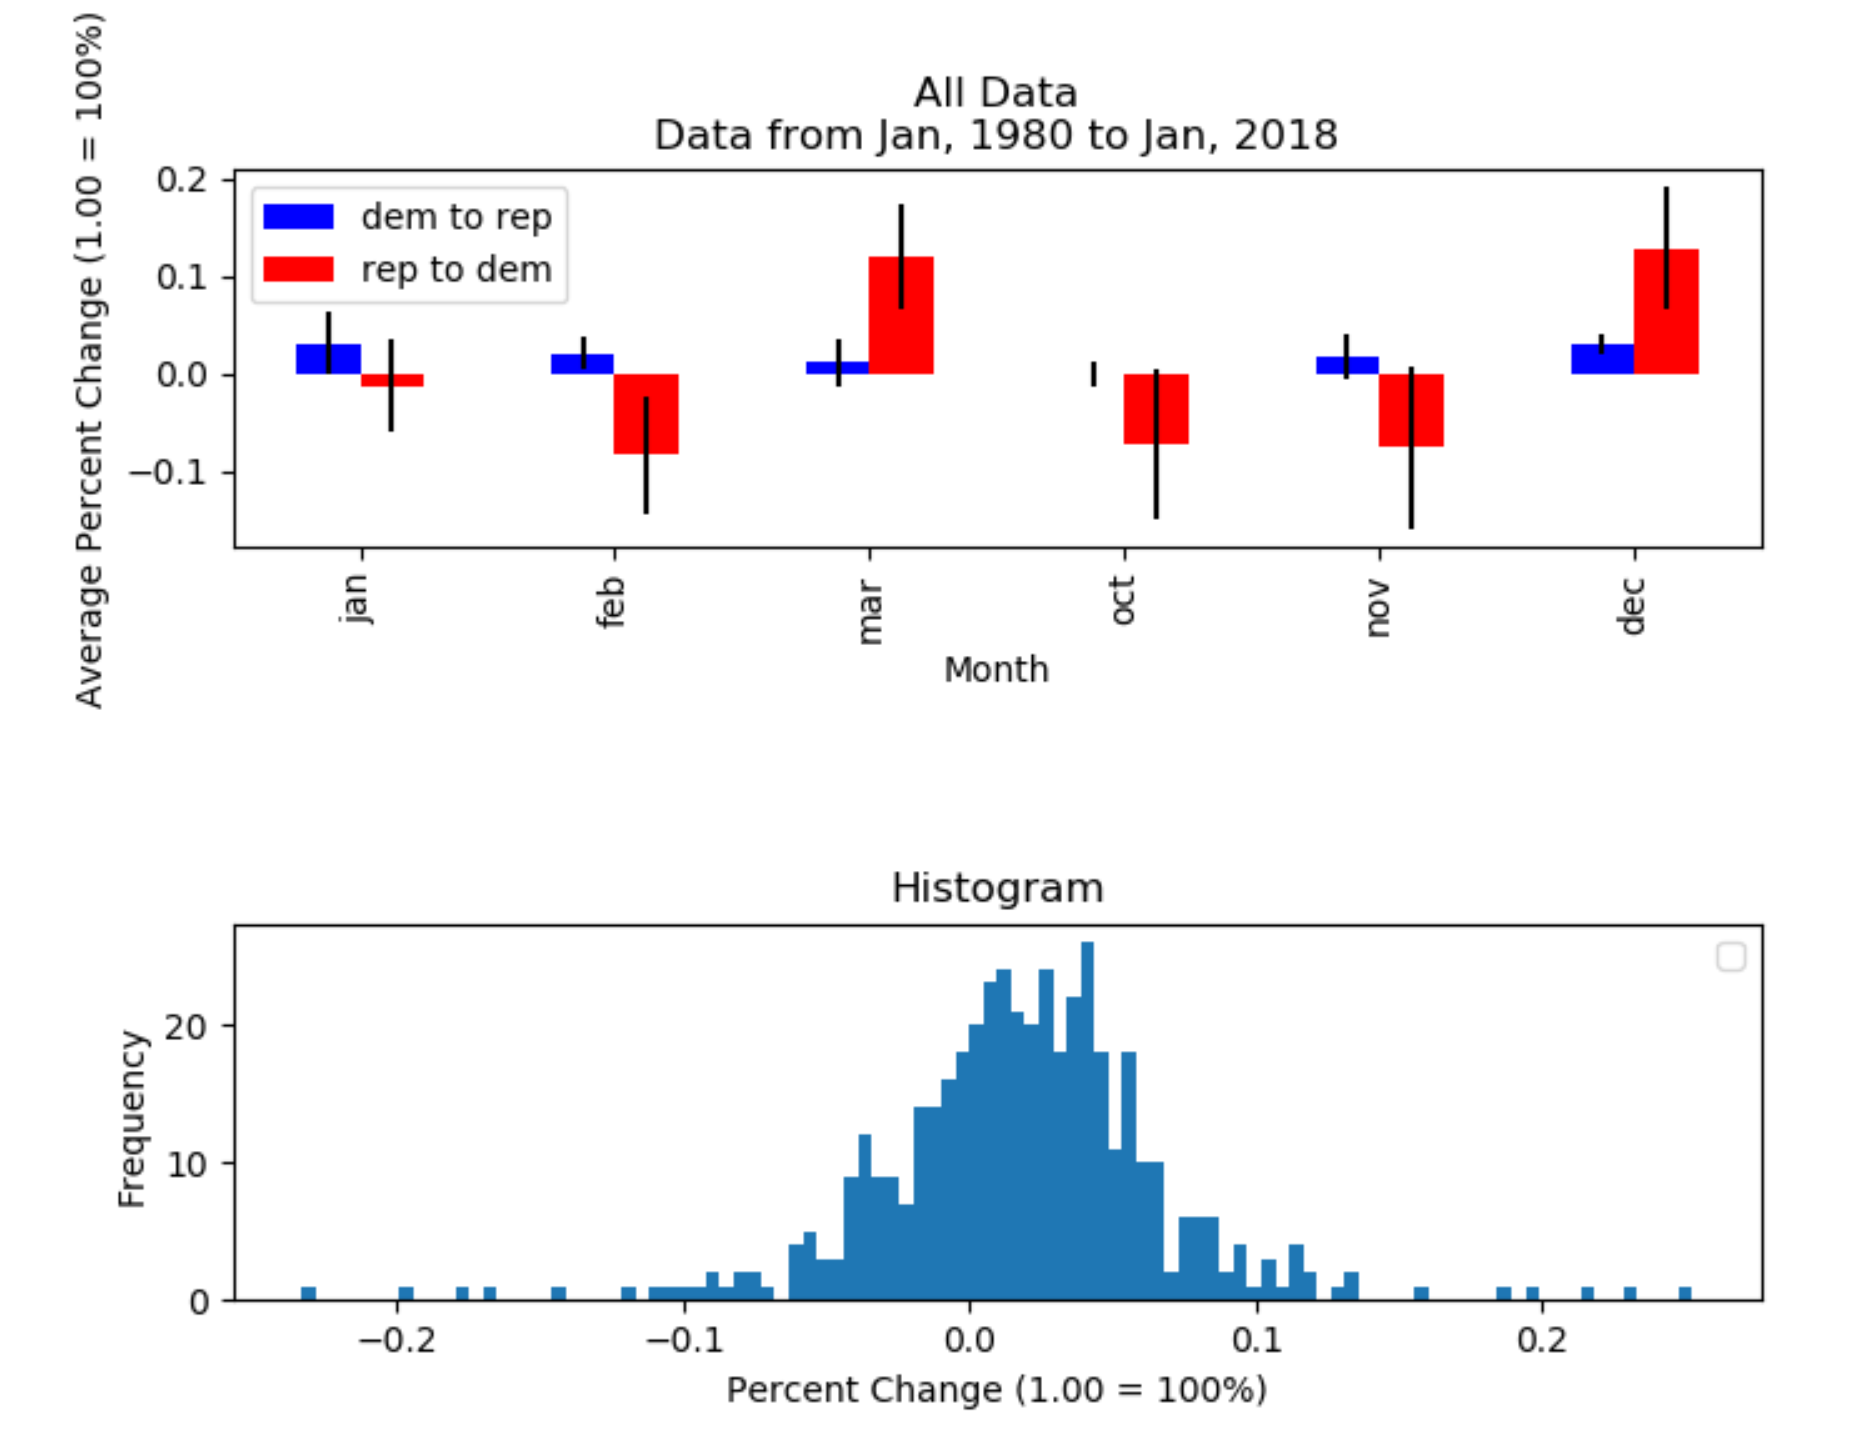 All Data
Data from Jan, 1980 to Jan, 2018
Average Percent Change (1.00 = 100%)
0.2
0.1
0.0
−0.1
dem to rep
rep to dem
jan
feb
mar
oct
nov
dec
Month
Histogram
Frequency
20
10
0
−0.2
−0.1
0.0
0.1
0.2
Percent Change (1.00 = 100%)